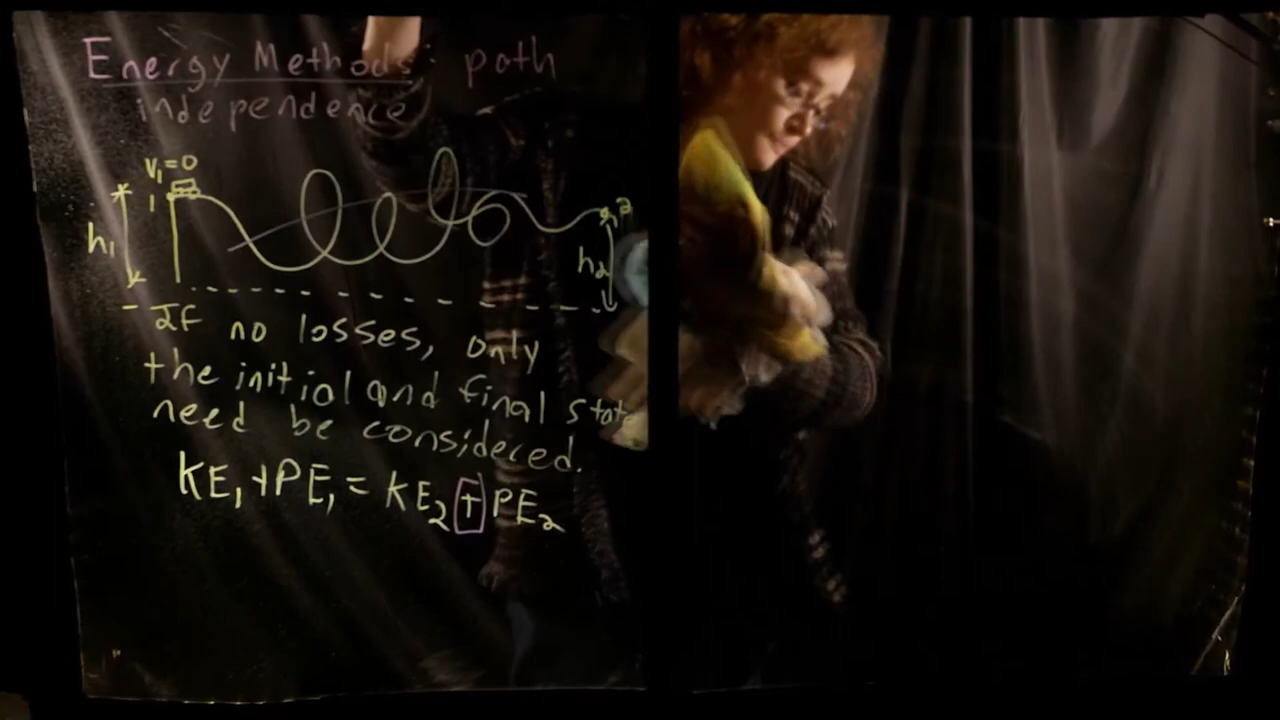 Energy Methods: path
independence
V₁=0
1
2
h₁
h₂
If no losses, only
the initial and final state
need be considered.
KE₁+PE₁=KE₂+PE₂